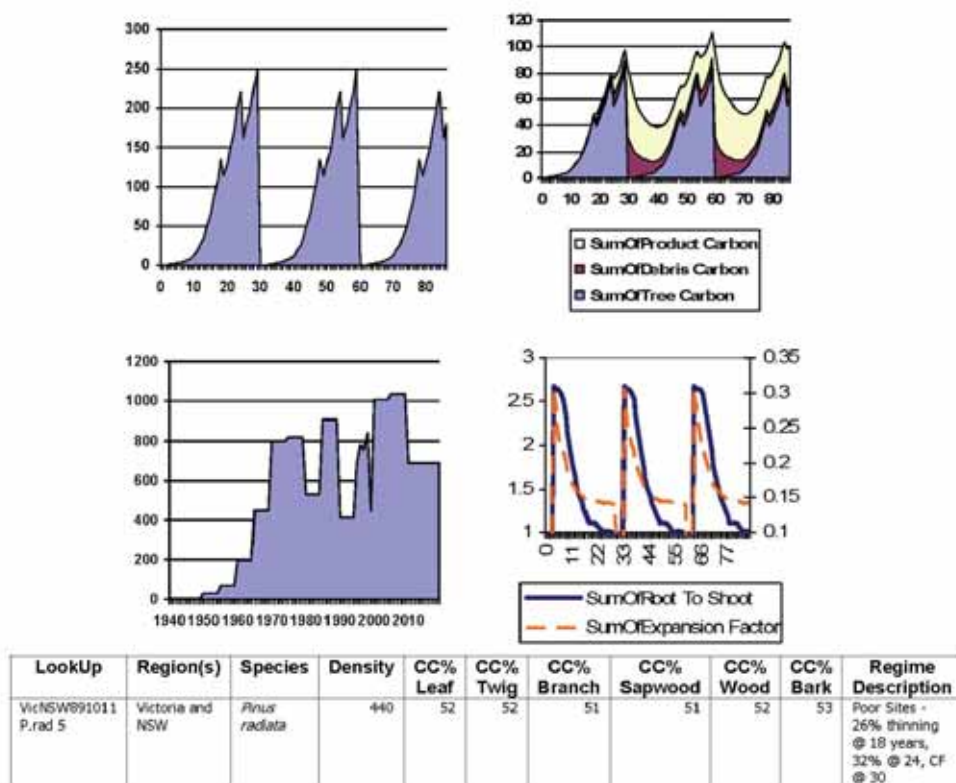 300
250
200
150
100
50
0
0 10 20 30 40 50 60 70 80
120
100
80
60
40
20
0
0 10 20 30 40 50 60 70 80
SumOfProduct Carbon
SumOfDebris Carbon
SumOfTree Carbon
1200
1000
800
600
400
200
0
1940 1950 1960 1970 1980 1990 2000 2010
3
2.5
2
1.5
1
0.35
0.3
0.25
0.2
0.15
0.1
0 11 22 33 44 55 66 77
SumOfRoot To Shoot
SumOfExpansion Factor
LookUp Region(s) Species Density CC% Leaf CC% Twig CC% Branch CC% Sapwood CC% Wood CC% Bark Regime Description
VicNSW891011 P.rad 5 Victoria and NSW Pinus radiata 440 52 52 51 51 52 53 Poor Sites - 26% thinning @ 18 years, 32% @ 24, CF @ 30